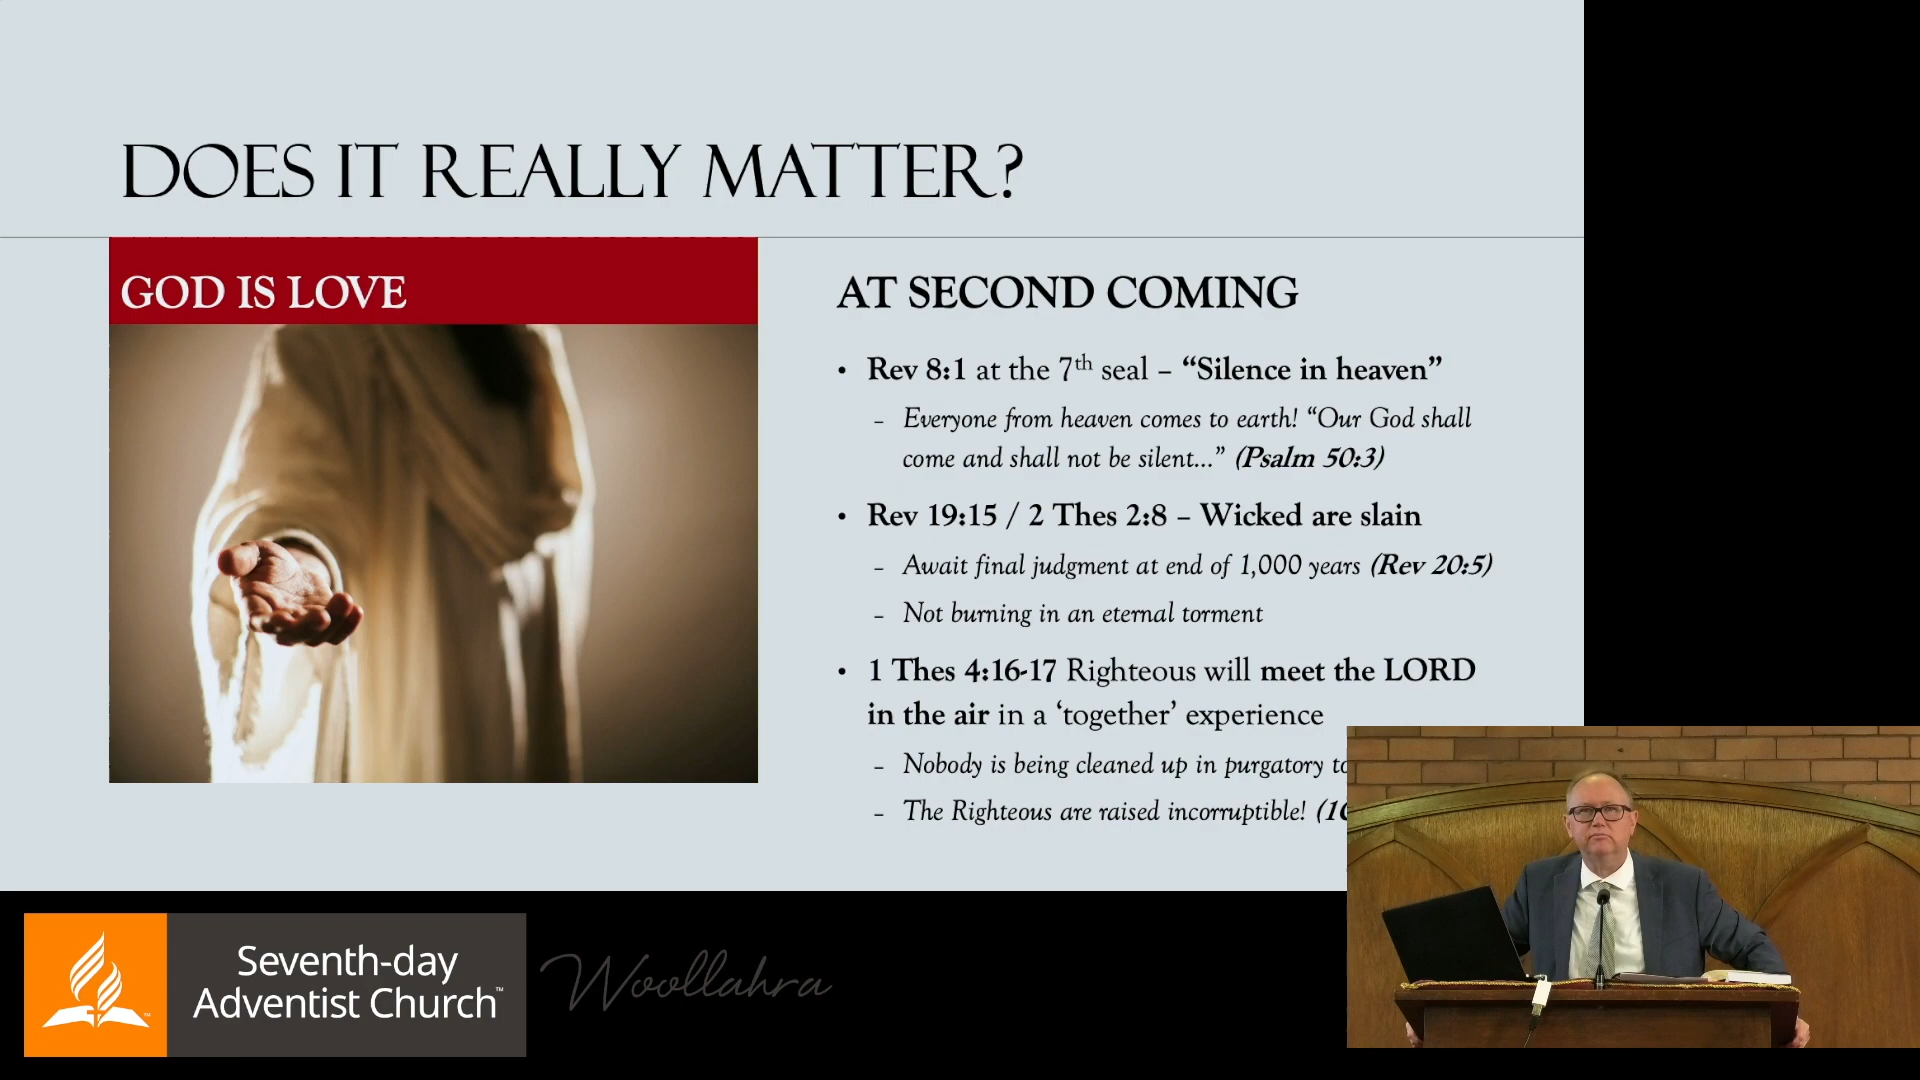 DOES IT REALLY MATTER?
GOD IS LOVE
AT SECOND COMING
• Rev 8:1 at the 7th seal – “Silence in heaven”
– Everyone from heaven comes to earth! “Our God shall
come and shall not be silent...” (Psalm 50:3)
• Rev 19:15 / 2 Thes 2:8 – Wicked are slain
– Await final judgment at end of 1,000 years (Rev 20:5)
– Not burning in an eternal torment
• 1 Thes 4:16-17 Righteous will meet the LORD
in the air in a ‘together’ experience
– Nobody is being cleaned up in purgatory
– The Righteous are raised incorruptible!
Seventh-day
Adventist Church™
Woollahra